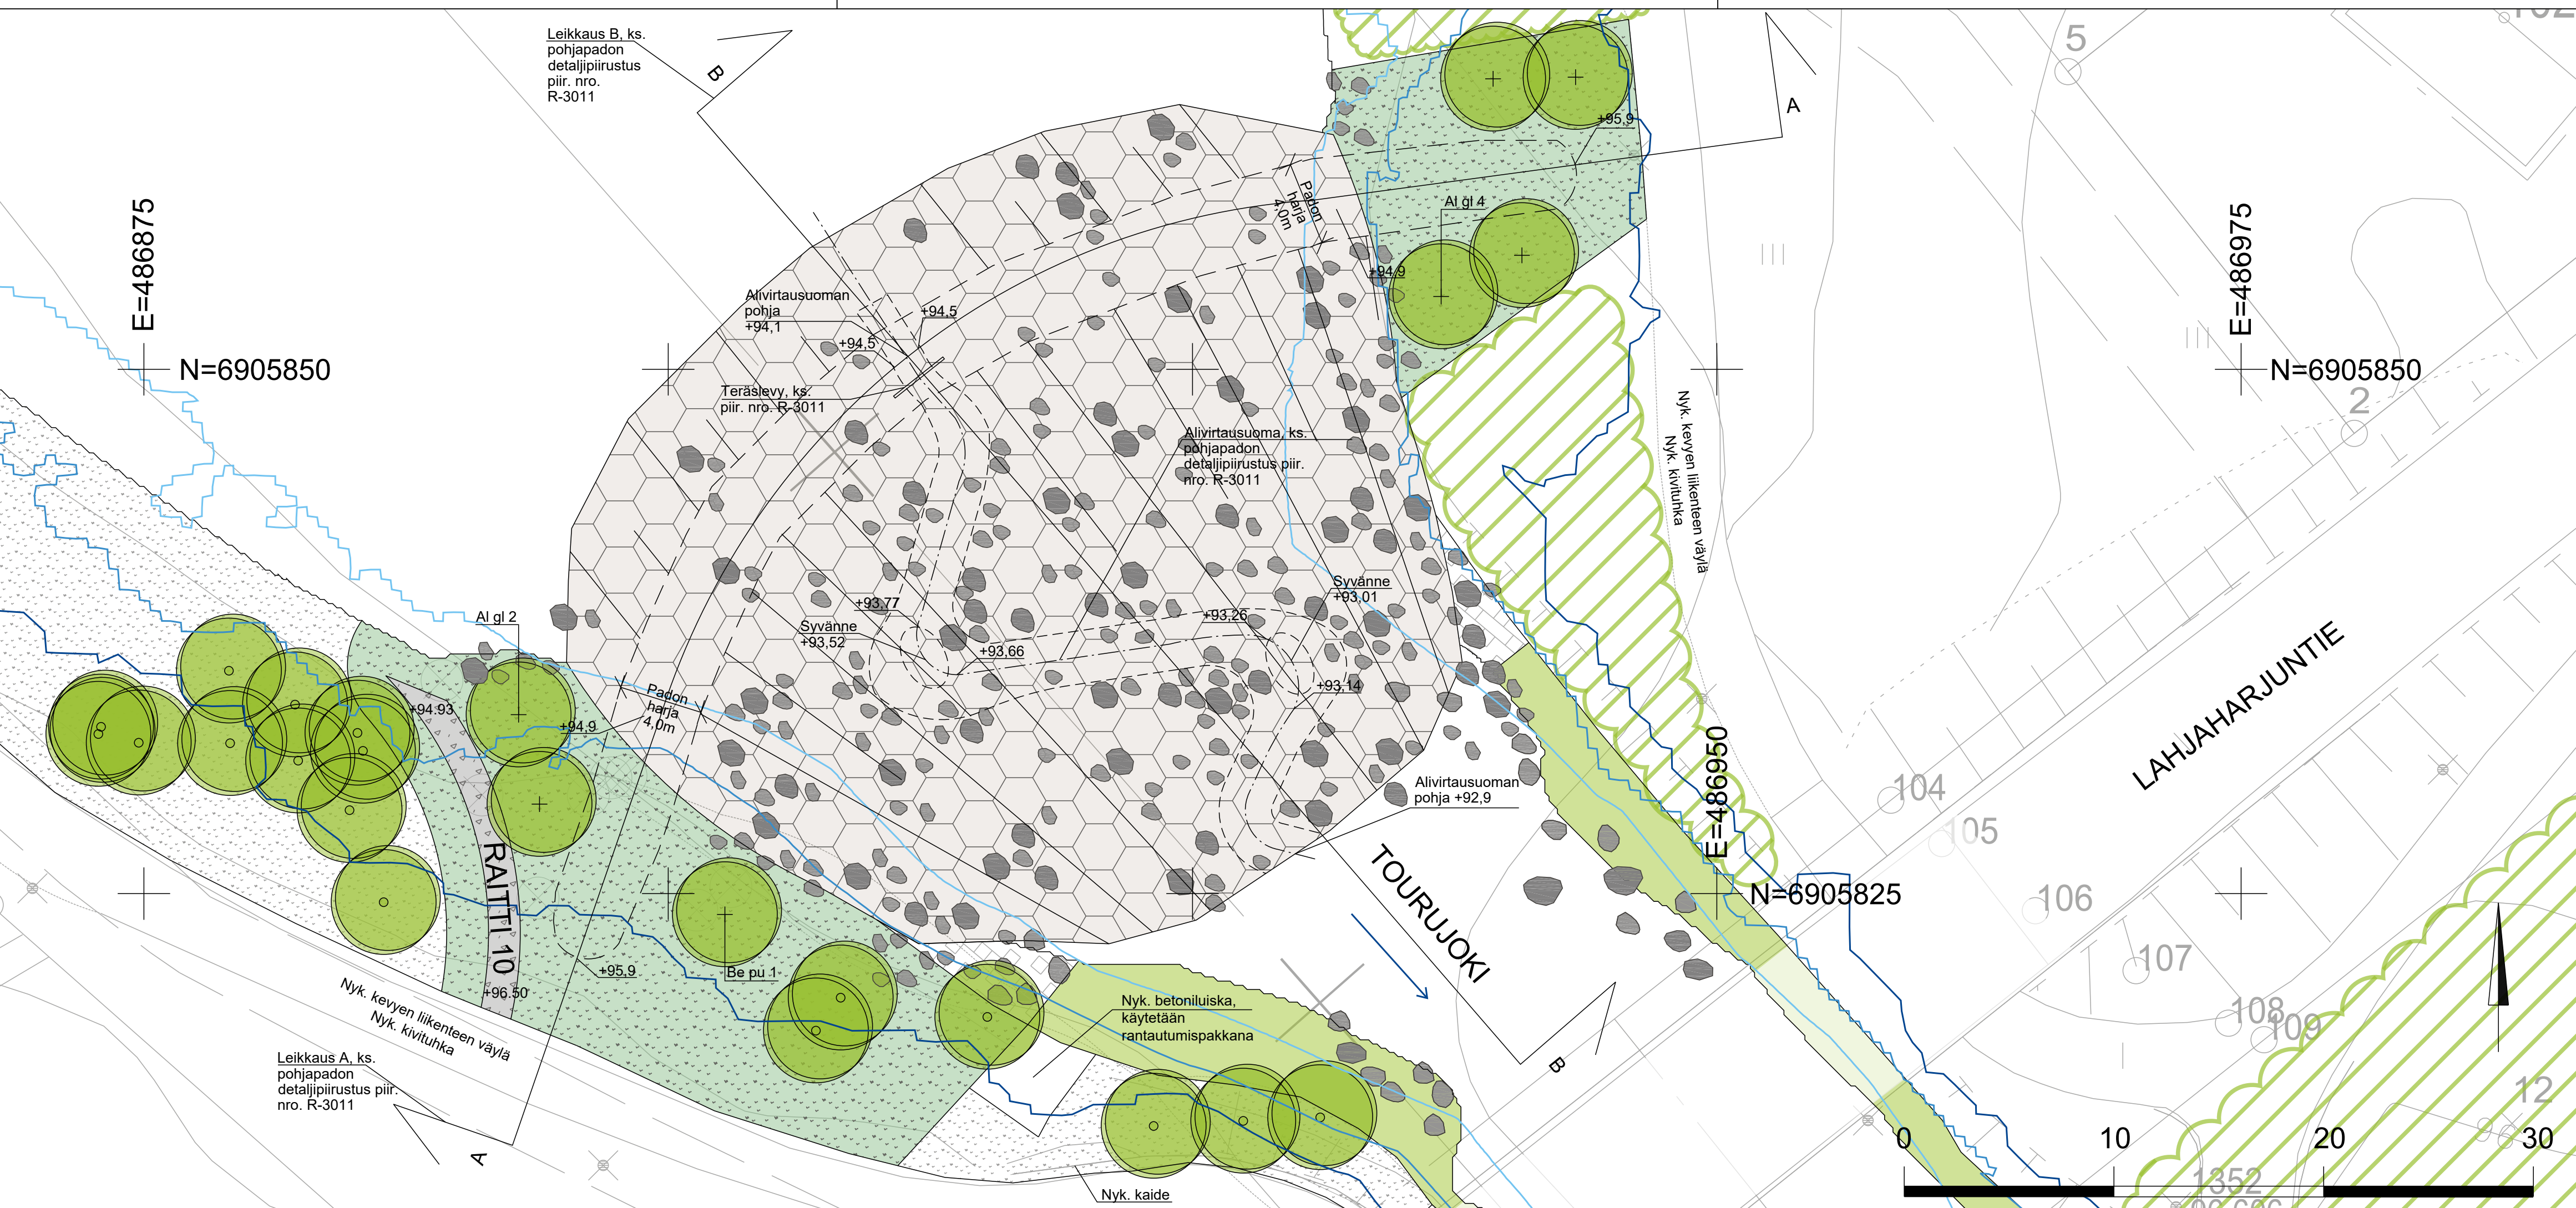 Leikkaus B, ks.
pohjapadon
detaljipiirustus
piir. nro.
R-3011
B
A
5
+95,9
Padon
harja
4,0m
Al gl 4
+94,9
E=486875
N=6905850
E=486975
N=6905850
2
Alivirtausuoman
pohja
+94,1
+94,5
+94,5
Teräslevy, ks.
piir. nro. R-3011
Alivirtausuoma, ks.
pohjapadon
detaljipiirustus piir.
nro. R-3011
Nyk. kevyen liikenteen väylä
Nyk. kivituhka
Syvänne
+93,01
+93,77
+93,26
Syvänne
+93,52
+93,66
+93,14
Al gl 2
+94.93
+94,9
Padon
harja
4,0m
LAHJAHARJUNTIE
E=486950
N=6905825
Alivirtausuoman
pohja +92,9
104
105
106
107
108
109
12
TOURUJOKI
RAITTI 10
+95,9
+96.50
Be pu 1
Nyk. kevyen liikenteen väylä
Nyk. kivituhka
Nyk. betoniluiska,
käytetään
rantautumispakkana
Leikkaus A, ks.
pohjapadon
detaljipiirustus piir.
nro. R-3011
A
B
Nyk. kaide
0 10 20 30
1352